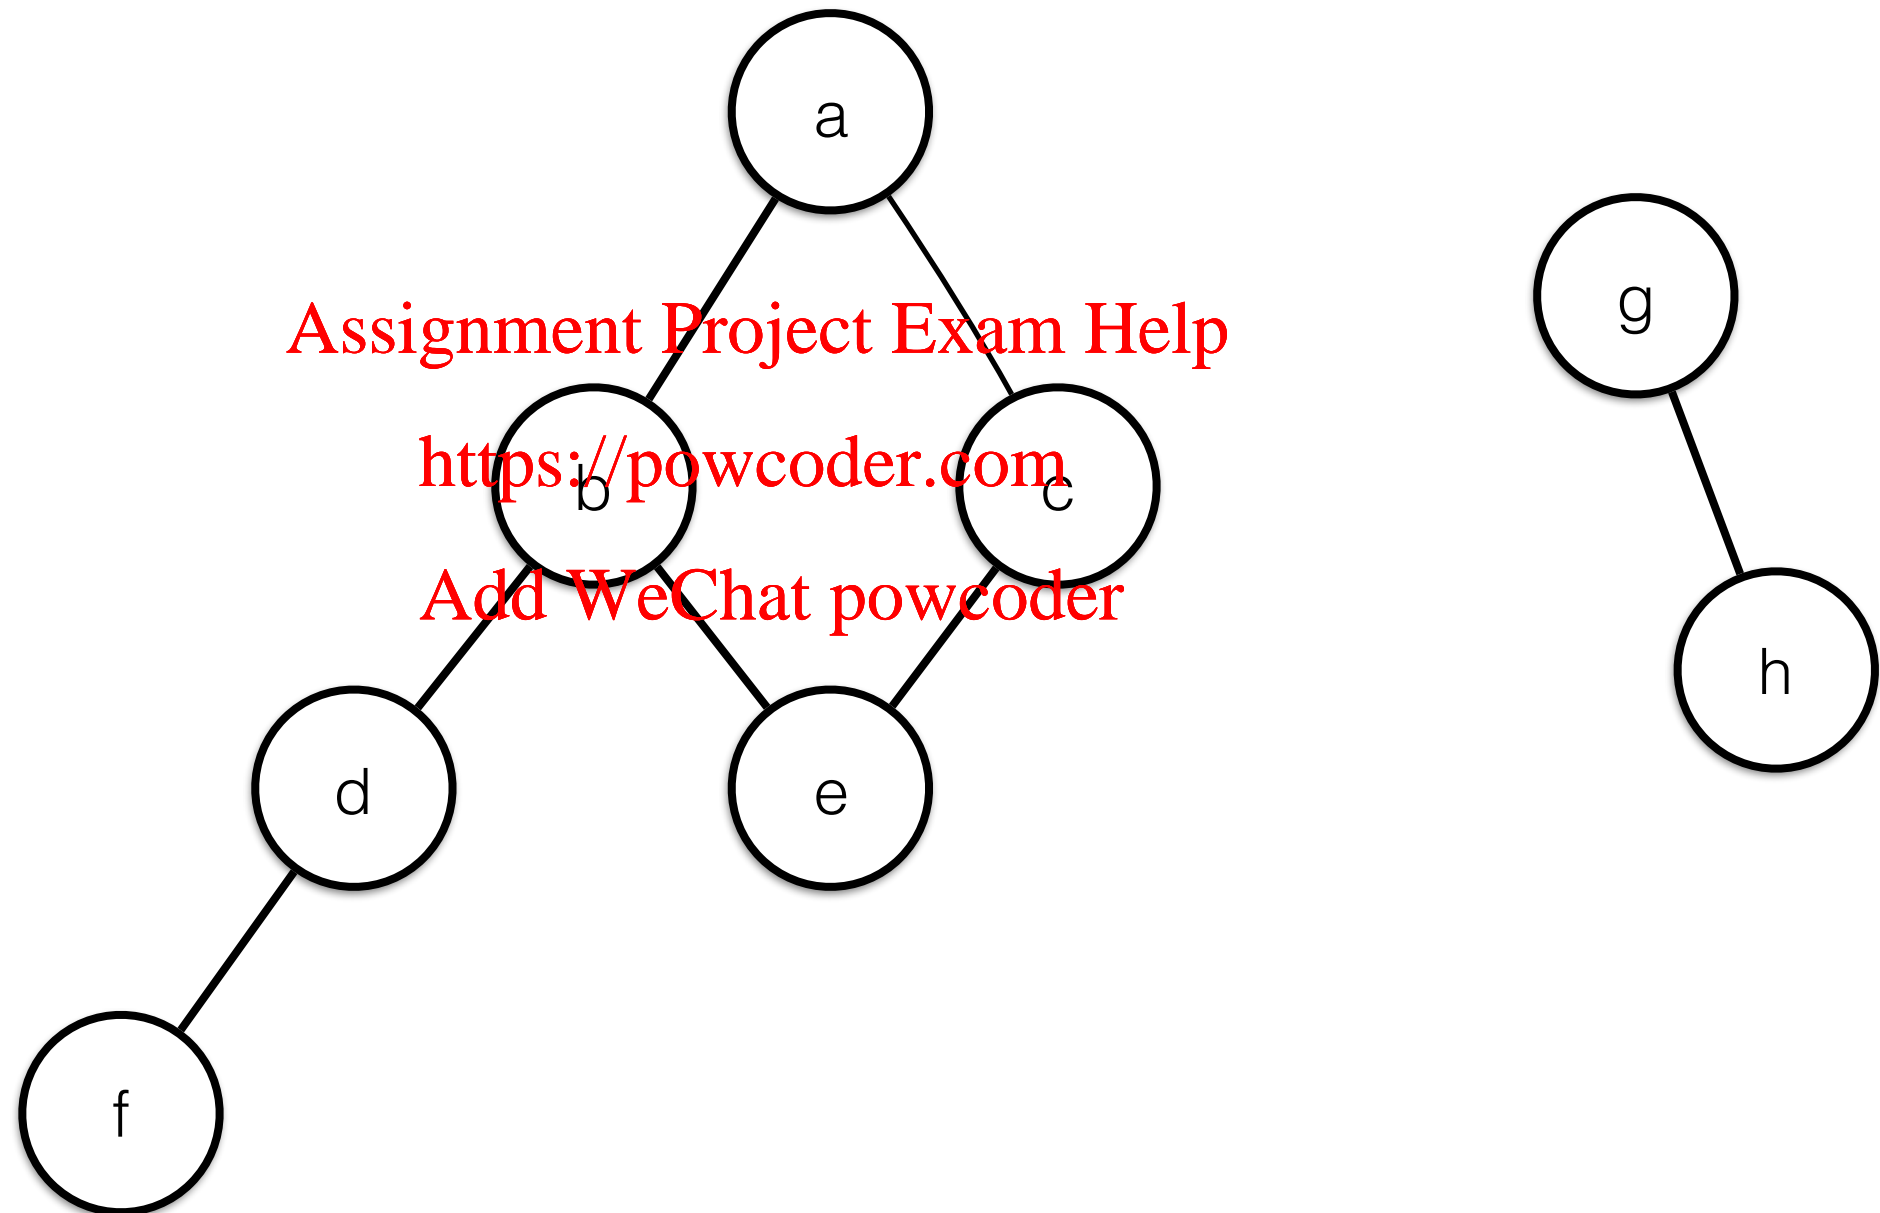 a
g
Assignment Project Exam Help
https://powcoder.com
b
c
Add WeChat powcoder
h
d
e
f